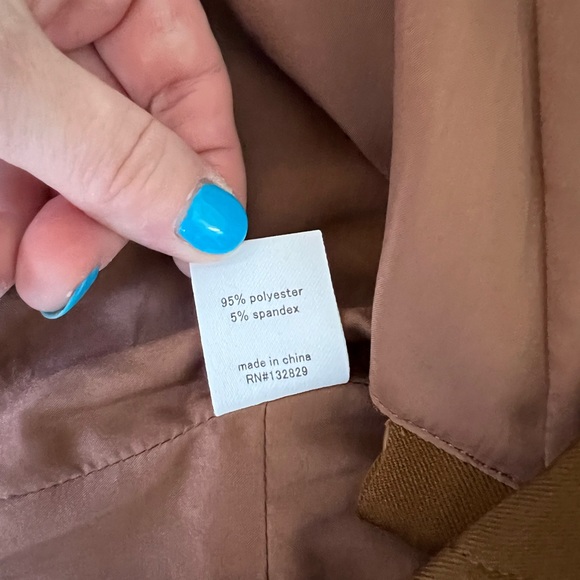 95% polyester
5% spandex
made in china
RN#132829